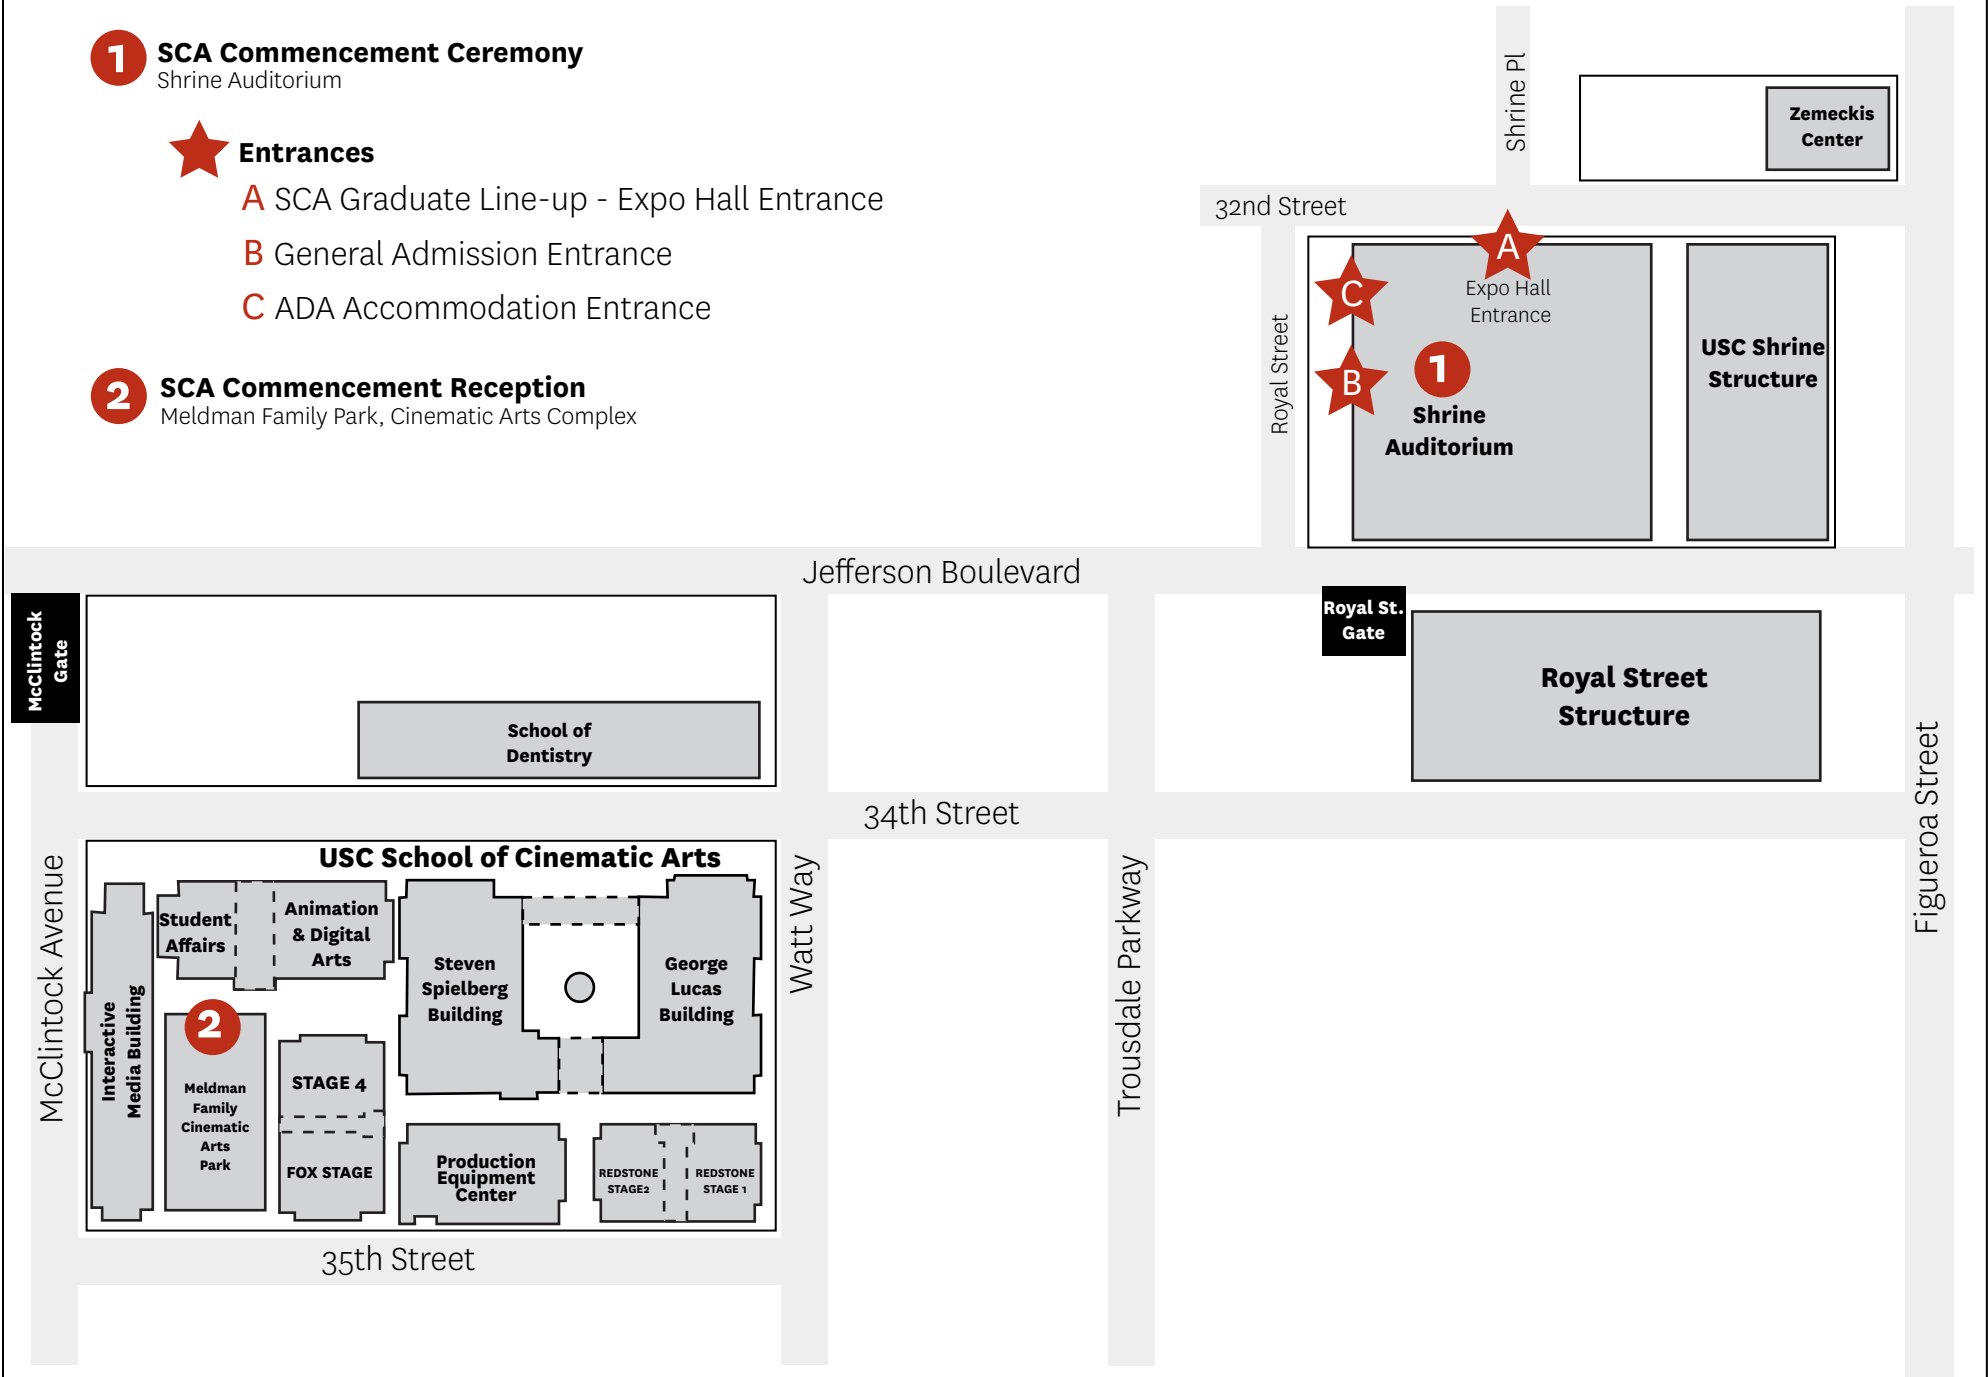 1 SCA Commencement Ceremony
Shrine Auditorium
Entrances
A SCA Graduate Line-up - Expo Hall Entrance
B General Admission Entrance
C ADA Accommodation Entrance
2 SCA Commencement Reception
Meldman Family Park, Cinematic Arts Complex
Shrine Pl
Zemeckis
Center
32nd Street
A
Expo Hall
Entrance
C
B
1
Shrine
Auditorium
Royal Street
USC Shrine
Structure
Jefferson Boulevard
McClintock
Gate
Royal St.
Gate
Royal Street
Structure
School of
Dentistry
34th Street
Figueroa Street
McClintock Avenue
Watt Way
Trousdale Parkway
USC School of Cinematic Arts
Student
Affairs
Animation
& Digital
Arts
Steven
Spielberg
Building
George
Lucas
Building
Interactive
Media Building
2
Meldman
Family
Cinematic
Arts
Park
STAGE 4
FOX STAGE
Production
Equipment
Center
REDSTONE
STAGE2
REDSTONE
STAGE 1
35th Street